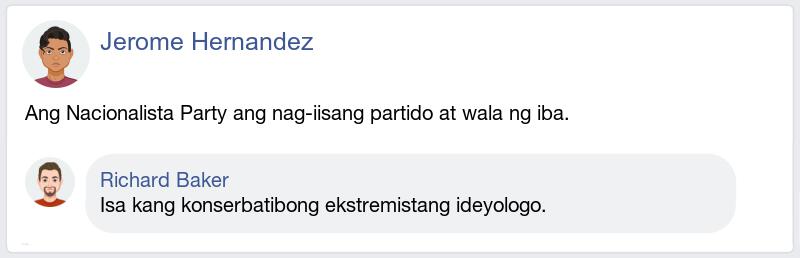 Jerome Hernandez
Ang Nacionalista Party ang nag-iisang partido at wala ng iba.
Richard Baker
Isa kang konserbatibong ekstremistang ideyologo.